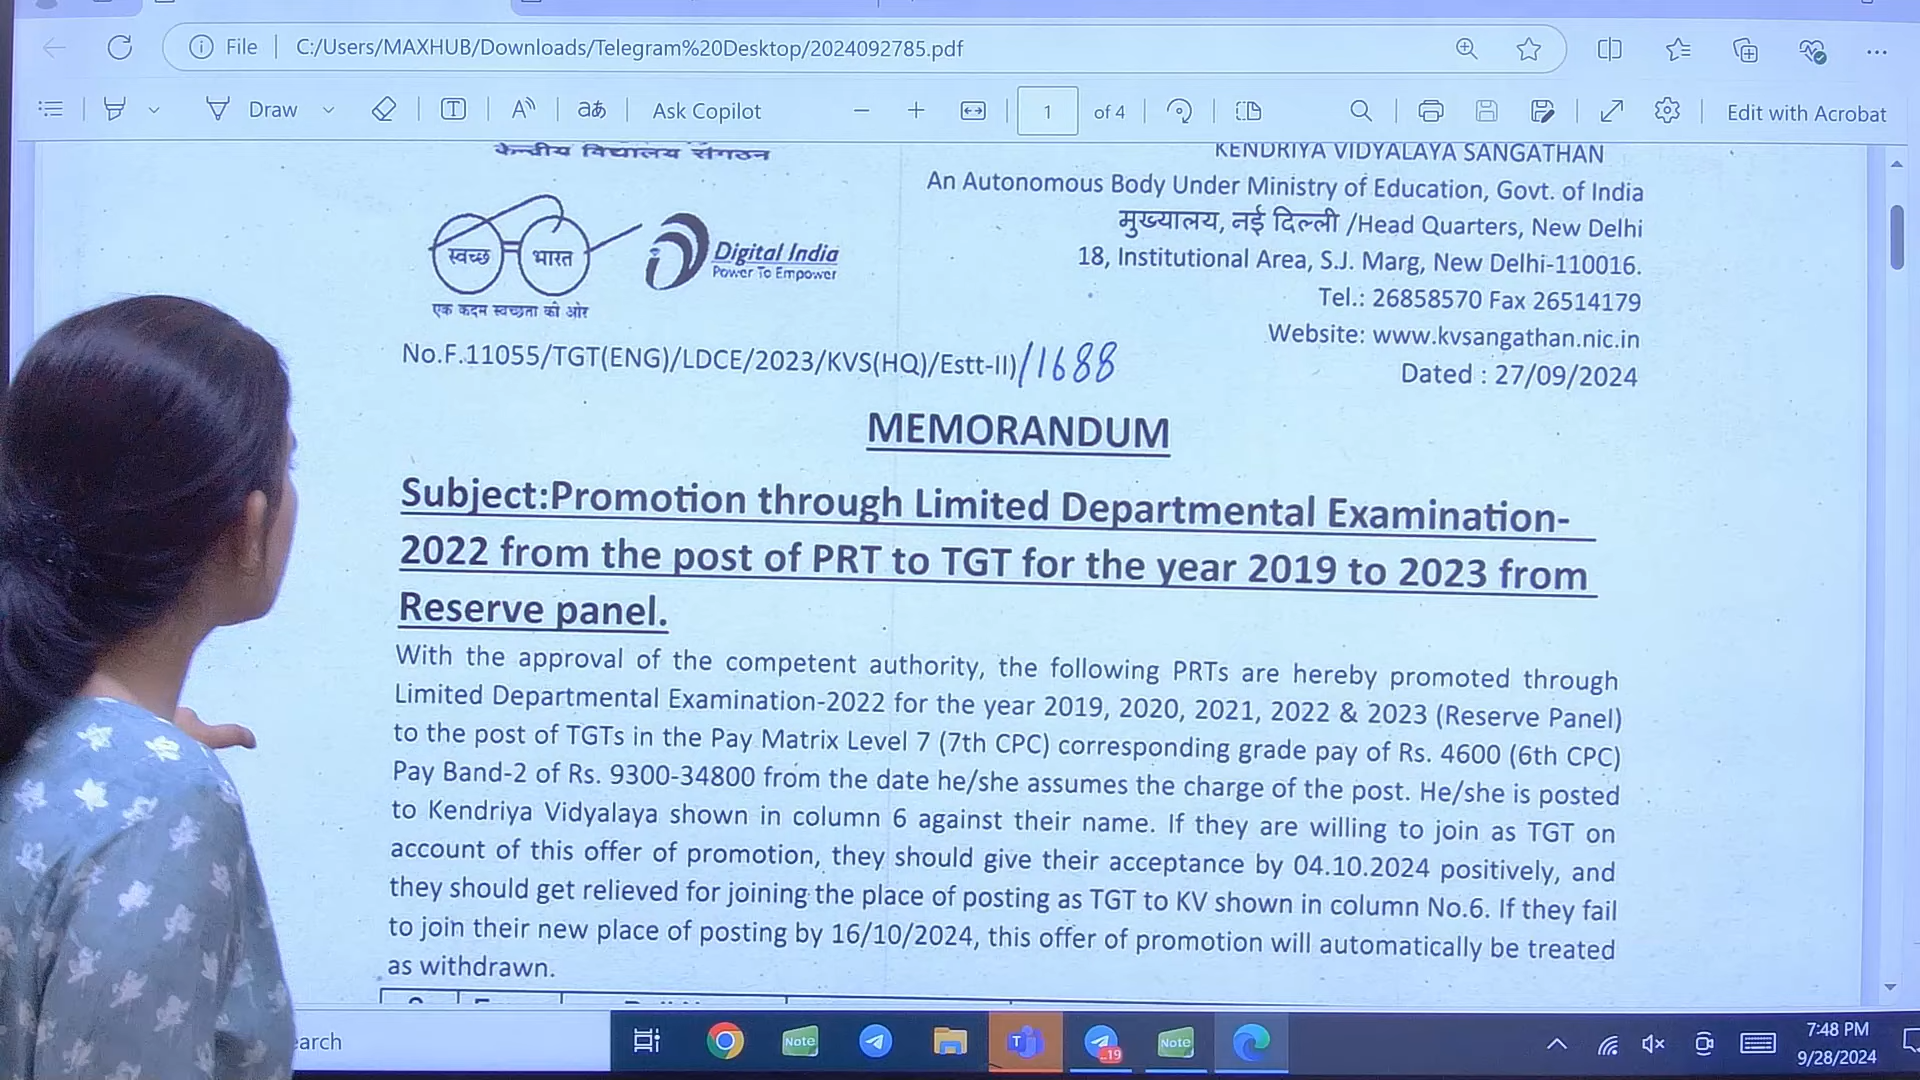 File
C:/Users/MAXHUB/Downloads/Telegram%20Desktop/2024092785.pdf
Draw
aあ
Ask Copilot
1
of 4
Edit with Acrobat
केन्द्रीय विद्यालय संगठन
KENDRIYA VIDYALAYA SANGATHAN
An Autonomous Body Under Ministry of Education, Govt. of India
मुख्यालय, नई दिल्ली /Head Quarters, New Delhi
18, Institutional Area, S.J. Marg, New Delhi-110016.
Tel.: 26858570 Fax 26514179
Website: www.kvsangathan.nic.in
स्वच्छ भारत
एक कदम स्वच्छता की ओर
Digital India
Power To Empower
No.F.11055/TGT(ENG)/LDCE/2023/KVS(HQ)/Estt-II)/1688
Dated : 27/09/2024
MEMORANDUM
Subject:Promotion through Limited Departmental Examination-
2022 from the post of PRT to TGT for the year 2019 to 2023 from
Reserve panel.
With the approval of the competent authority, the following PRTs are hereby promoted through
Limited Departmental Examination-2022 for the year 2019, 2020, 2021, 2022 & 2023 (Reserve Panel)
to the post of TGTs in the Pay Matrix Level 7 (7th CPC) corresponding grade pay of Rs. 4600 (6th CPC)
Pay Band-2 of Rs. 9300-34800 from the date he/she assumes the charge of the post. He/she is posted
to Kendriya Vidyalaya shown in column 6 against their name. If they are willing to join as TGT on
account of this offer of promotion, they should give their acceptance by 04.10.2024 positively, and
they should get relieved for joining the place of posting as TGT to KV shown in column No.6. If they fail
to join their new place of posting by 16/10/2024, this offer of promotion will automatically be treated
as withdrawn.
earch
Note
T
19
Note
7:48 PM
9/28/2024